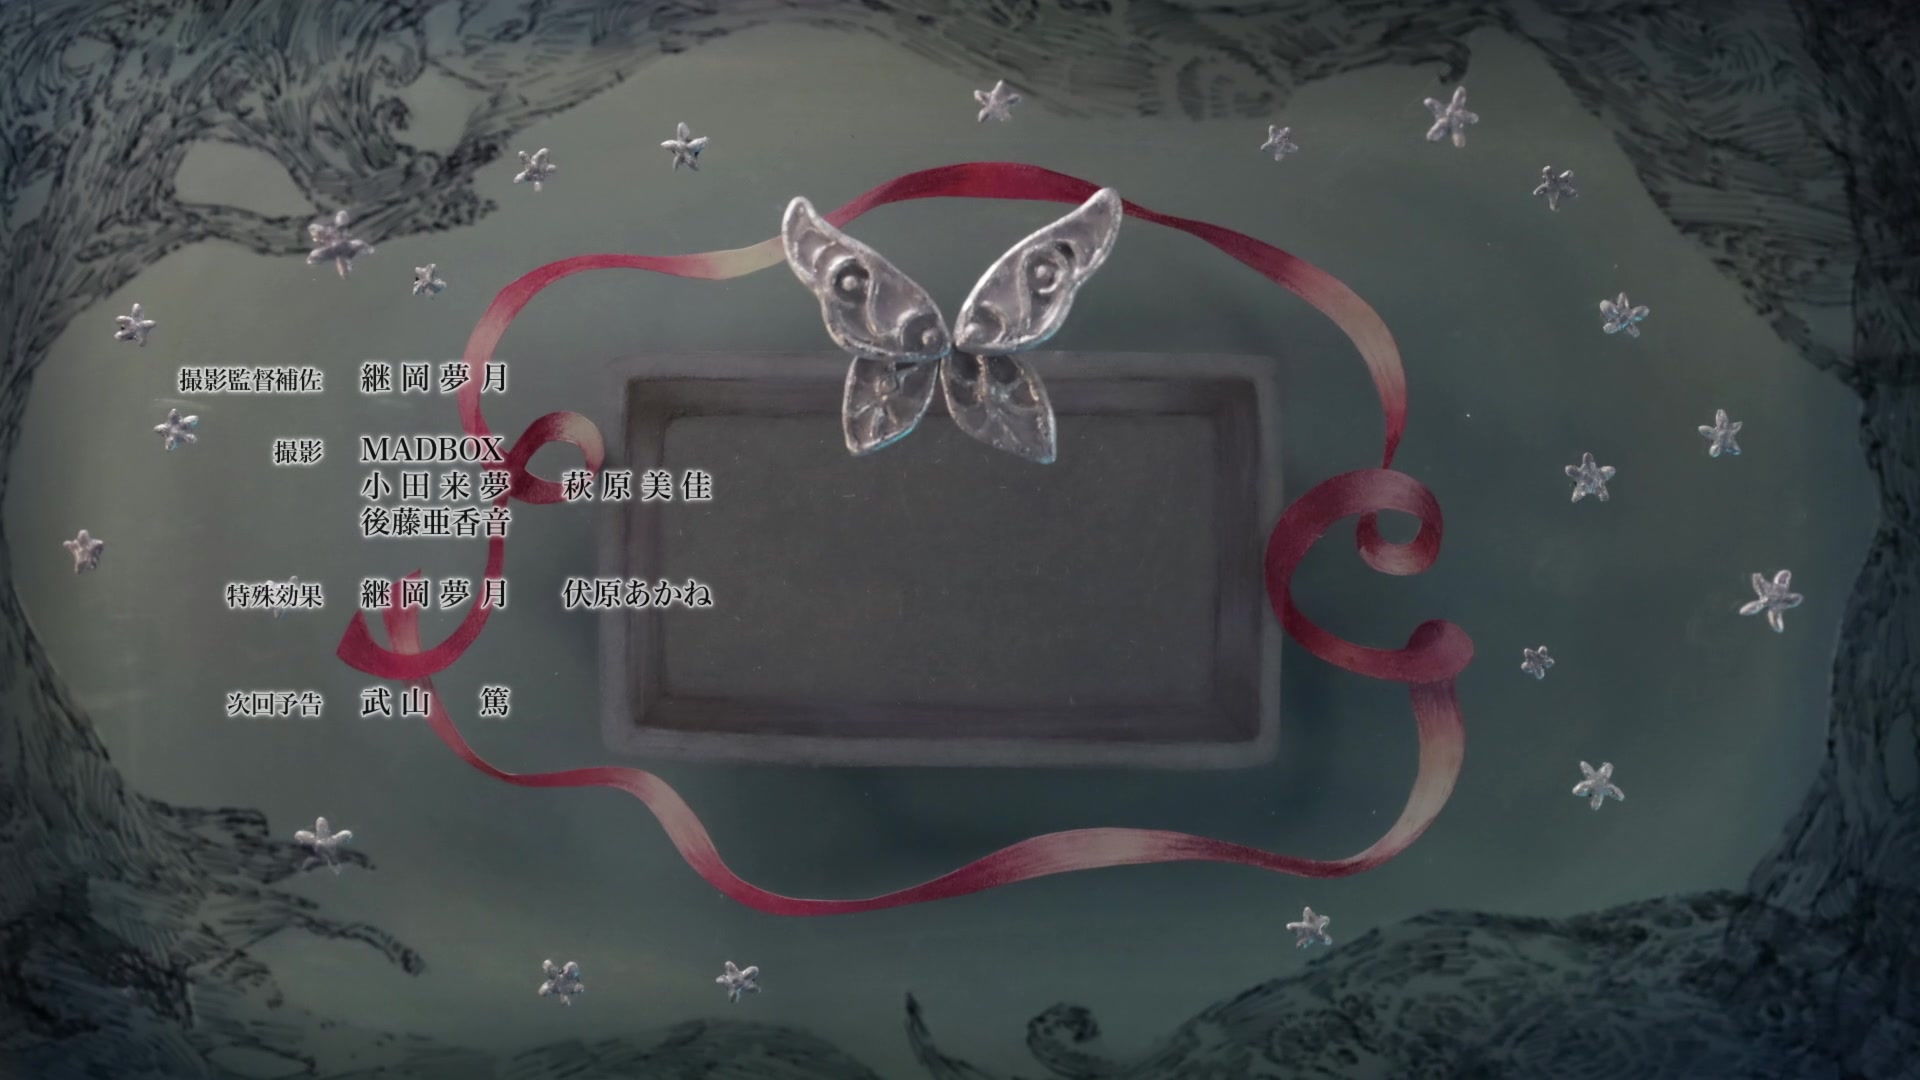 撮影監督補佐 継岡夢月
撮影 MADBOX
小田来夢 萩原美佳
後藤亜香音
特殊効果 継岡夢月 伏原あかね
次回予告 武山 篤